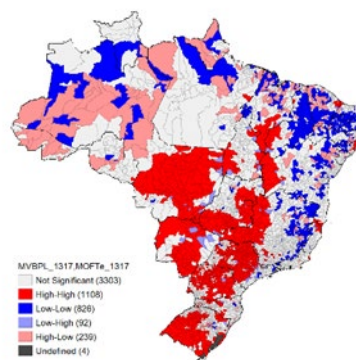 MVBPL_1317,MOFTe_1317
Not Significant (3303)
High-High (1108)
Low-Low (826)
Low-High (92)
High-Low (239)
Undefined (4)